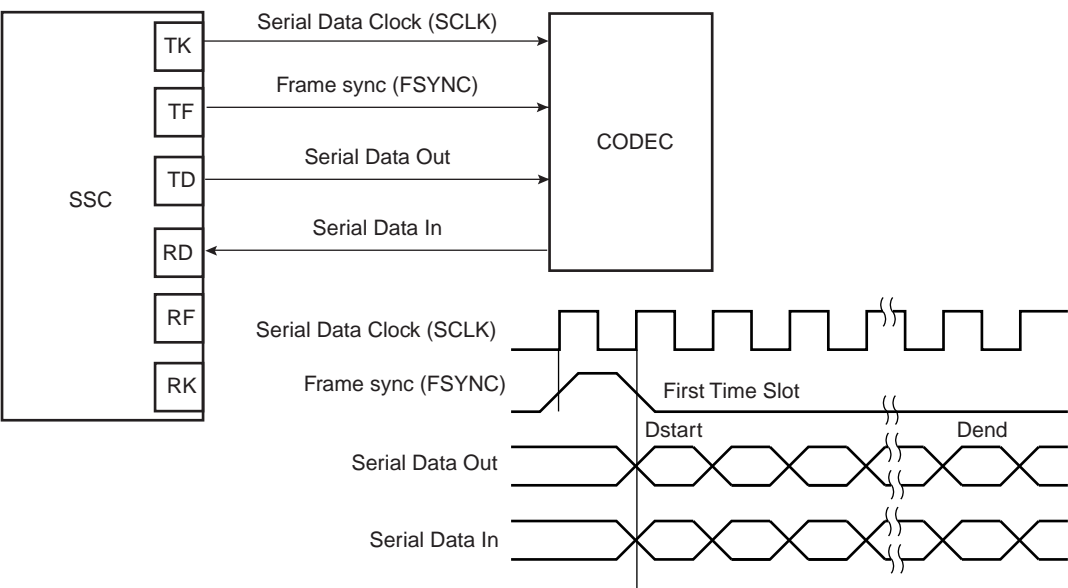 Serial Data Clock (SCLK)
TK
Frame sync (FSYNC)
TF
CODEC
Serial Data Out
TD
SSC
Serial Data In
RD
RF
Serial Data Clock (SCLK)
RK
Frame sync (FSYNC)
First Time Slot
Dstart
Dend
Serial Data Out
Serial Data In